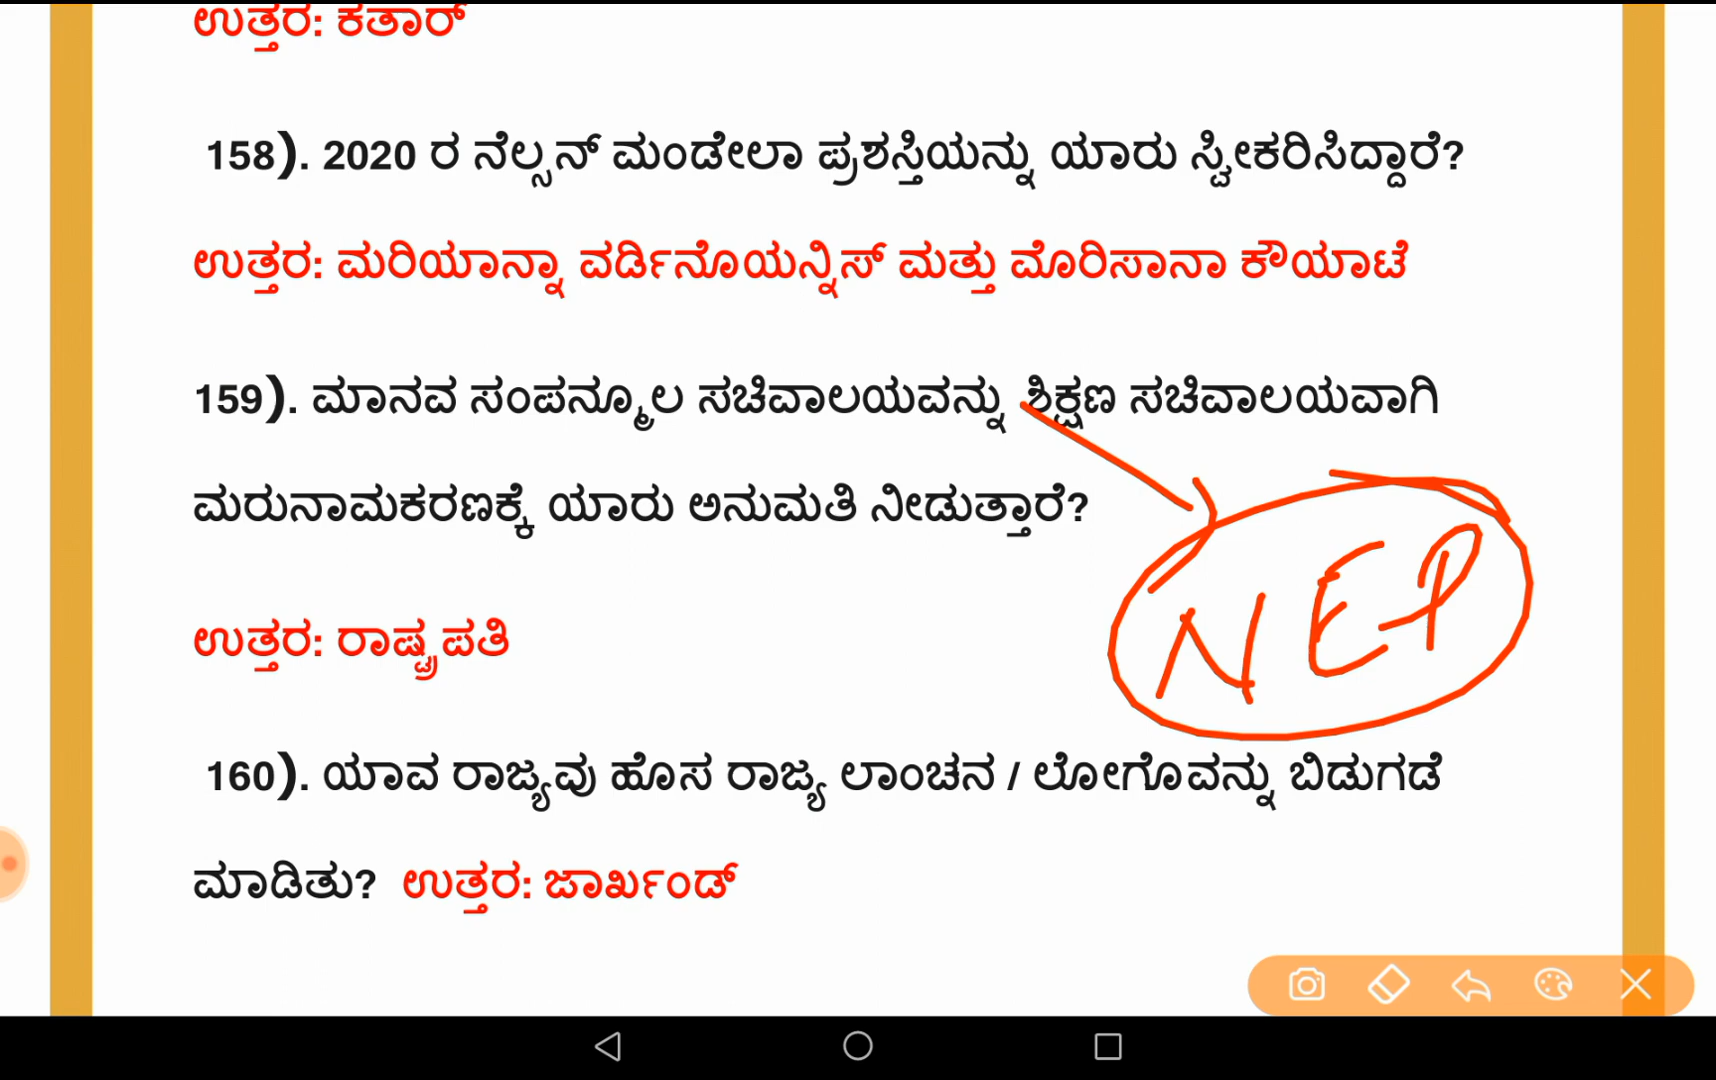 ಉತ್ತರ: ಕತಾರ್
158). 2020 ರ ನೆಲ್ಸನ್ ಮಂಡೇಲಾ ಪ್ರಶಸ್ತಿಯನ್ನು ಯಾರು ಸ್ವೀಕರಿಸಿದ್ದಾರೆ?
ಉತ್ತರ: ಮರಿಯಾನ್ನಾ ವರ್ಡಿನೊಯನ್ನಿಸ್ ಮತ್ತು ಮೊರಿಸಾನಾ ಕೌಯಾಟೆ
159). ಮಾನವ ಸಂಪನ್ಮೂಲ ಸಚಿವಾಲಯವನ್ನು ಶಿಕ್ಷಣ ಸಚಿವಾಲಯವಾಗಿ
ಮರುನಾಮಕರಣಕ್ಕೆ ಯಾರು ಅನುಮತಿ ನೀಡುತ್ತಾರೆ?
NEP
ಉತ್ತರ: ರಾಷ್ಟ್ರಪತಿ
160). ಯಾವ ರಾಜ್ಯವು ಹೊಸ ರಾಜ್ಯ ಲಾಂಚನ / ಲೋಗೊವನ್ನು ಬಿಡುಗಡೆ
ಮಾಡಿತು? ಉತ್ತರ: ಜಾರ್ಖಂಡ್